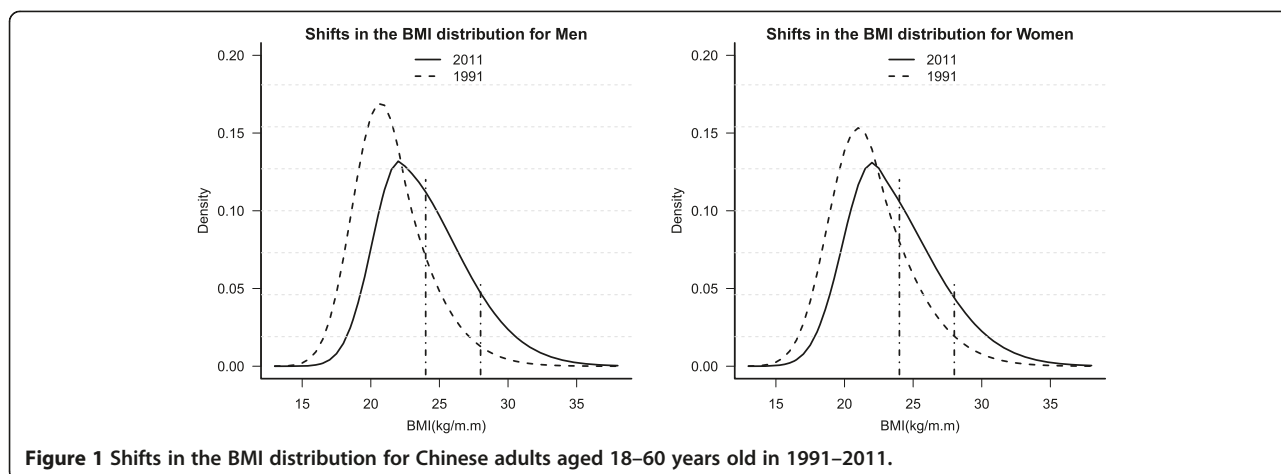 Shifts in the BMI distribution for Men
2011
1991
0.20
0.15
0.10
0.05
0.00
Density
15 20 25 30 35
BMI(kg/m.m)
Shifts in the BMI distribution for Women
2011
1991
0.20
0.15
0.10
0.05
0.00
Density
15 20 25 30 35
BMI(kg/m.m)
Figure 1 Shifts in the BMI distribution for Chinese adults aged 18–60 years old in 1991–2011.